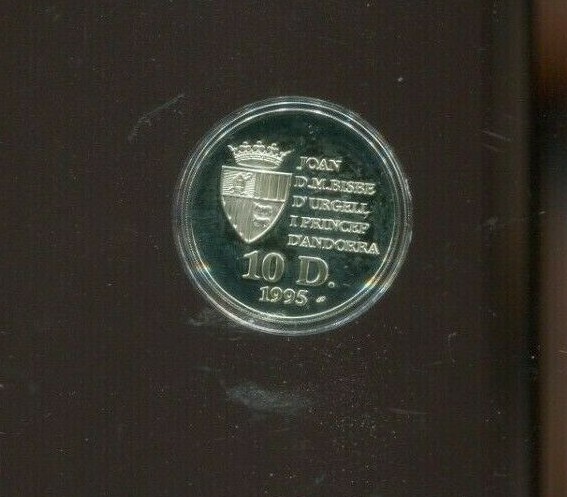 JOAN
D.M.BISBE
D'URGELL,
I PRINCEP
D'ANDORRA
10 D.
1995